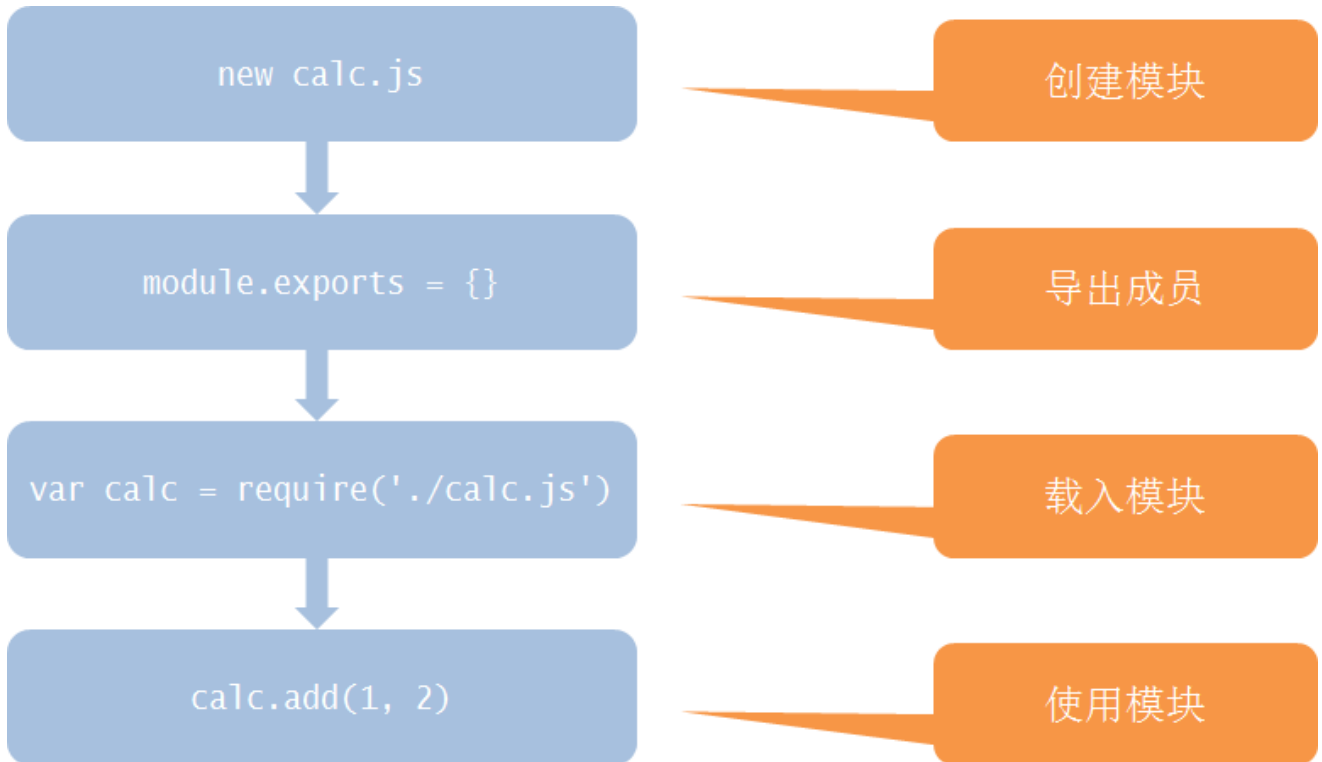 new calc.js
创建模块
module.exports = {}
导出成员
var calc = require('./calc.js')
载入模块
calc.add(1, 2)
使用模块